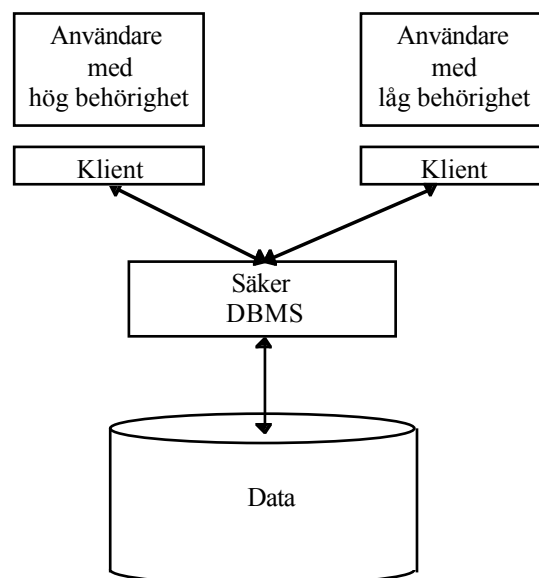 Användare
med
hög behörighet
Användare
med
låg behörighet
Klient
Klient
Säker
DBMS
Data